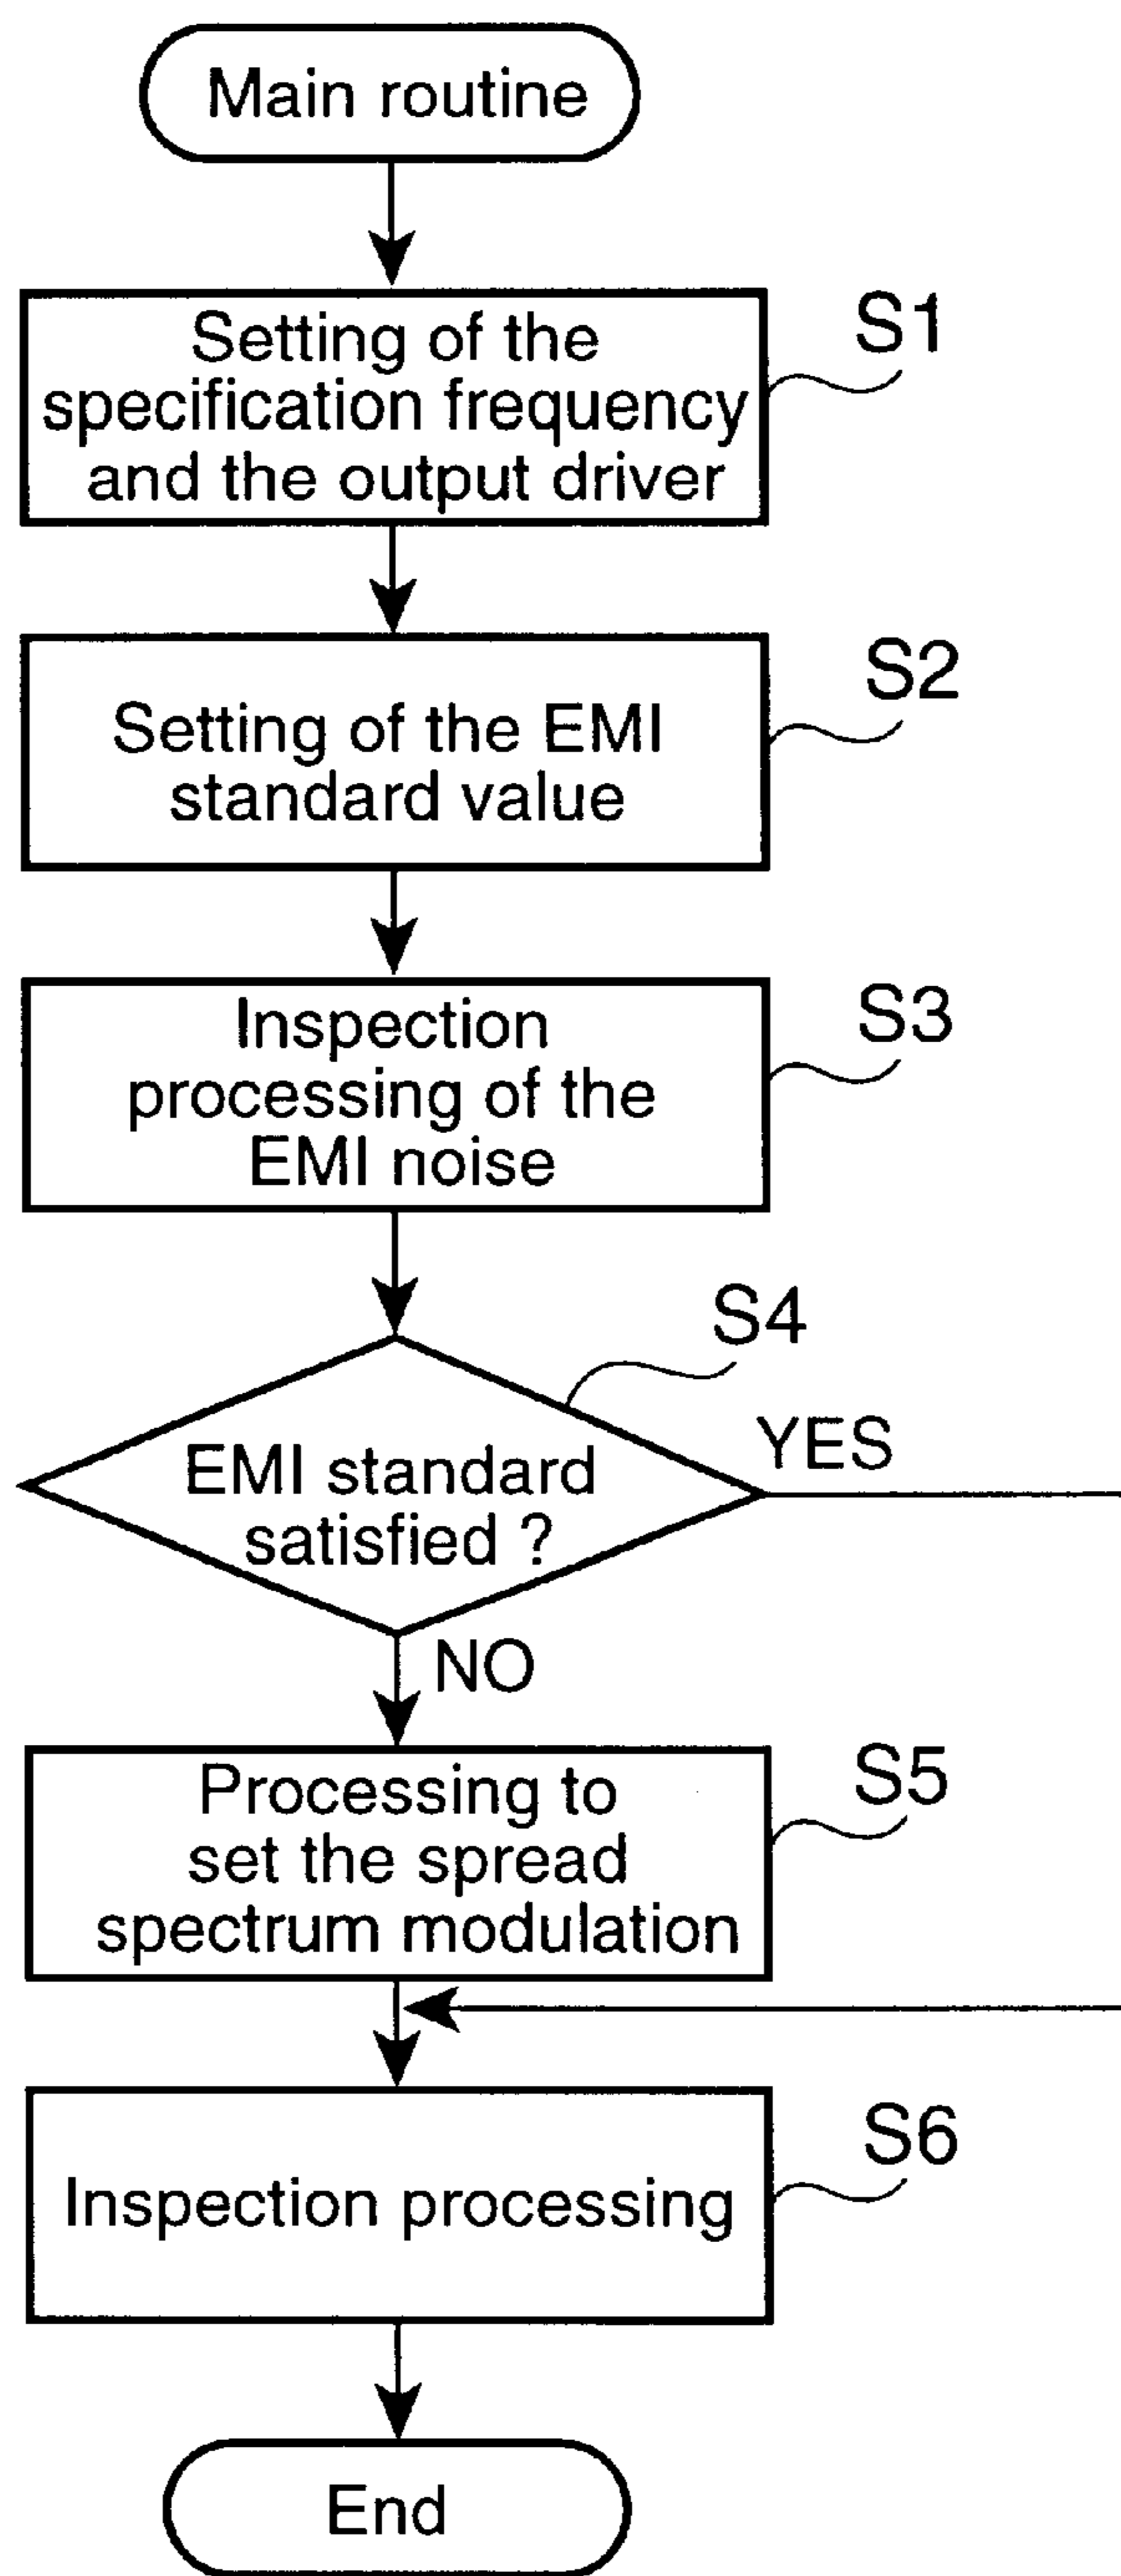 Main routine
Setting of the
specification frequency
and the output driver
S1
Setting of the EMI
standard value
S2
Inspection
processing of the
EMI noise
S3
S4
EMI standard
satisfied ?
YES
NO
Processing to
set the spread
spectrum modulation
S5
Inspection processing
S6
End